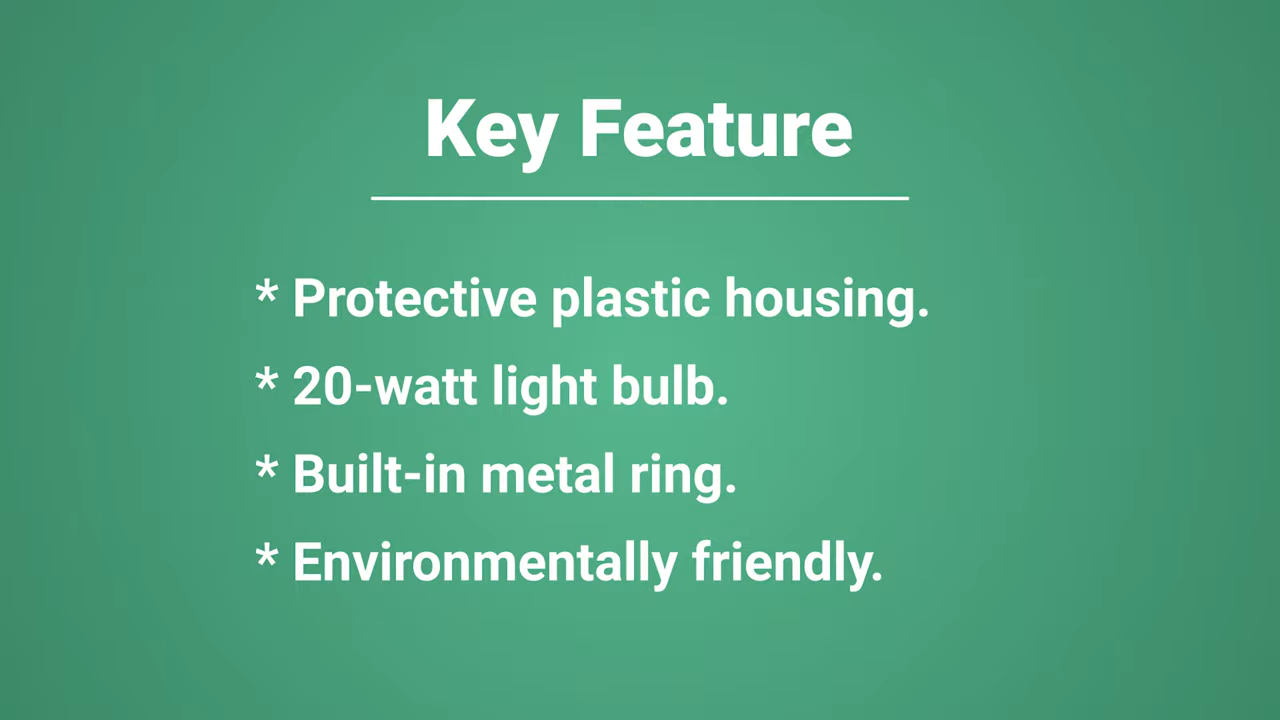 Key Feature
* Protective plastic housing.
* 20-watt light bulb.
* Built-in metal ring.
* Environmentally friendly.